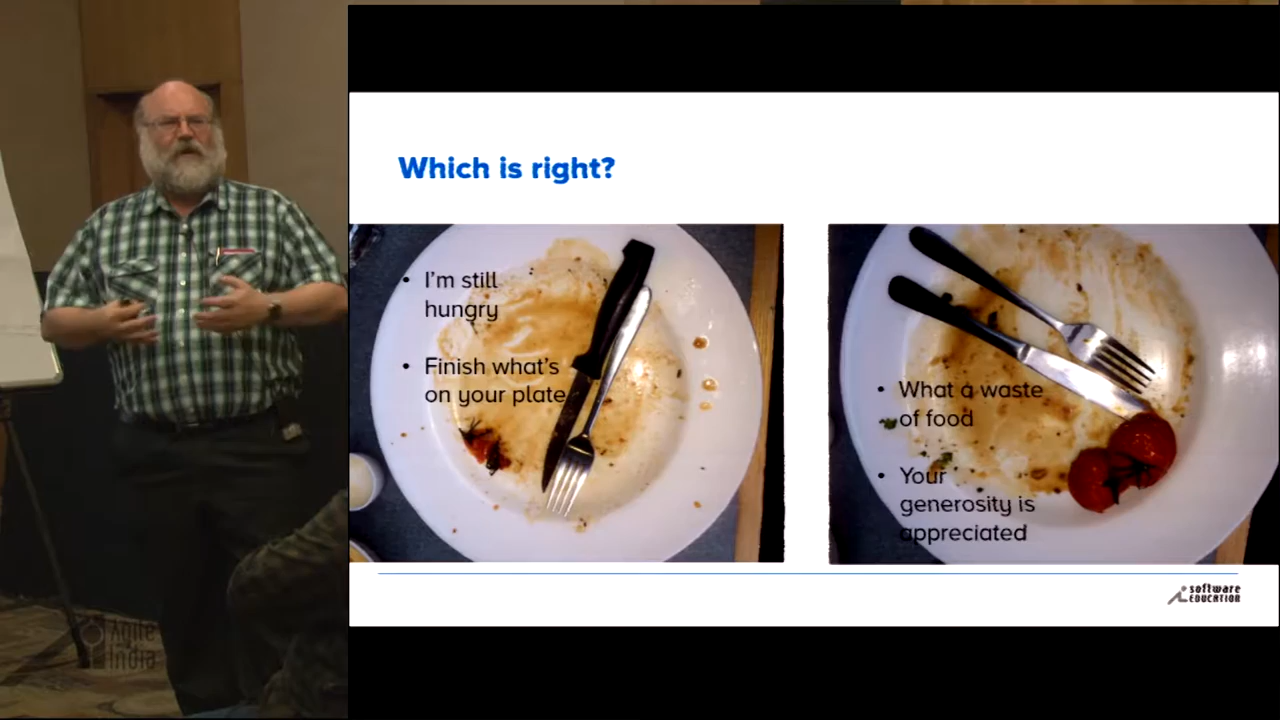 Which is right?
• I'm still
hungry
• Finish what's
on your plate
• What a waste
of food
• Your
generosity is
appreciated
software
EDUCATION
Agile
India